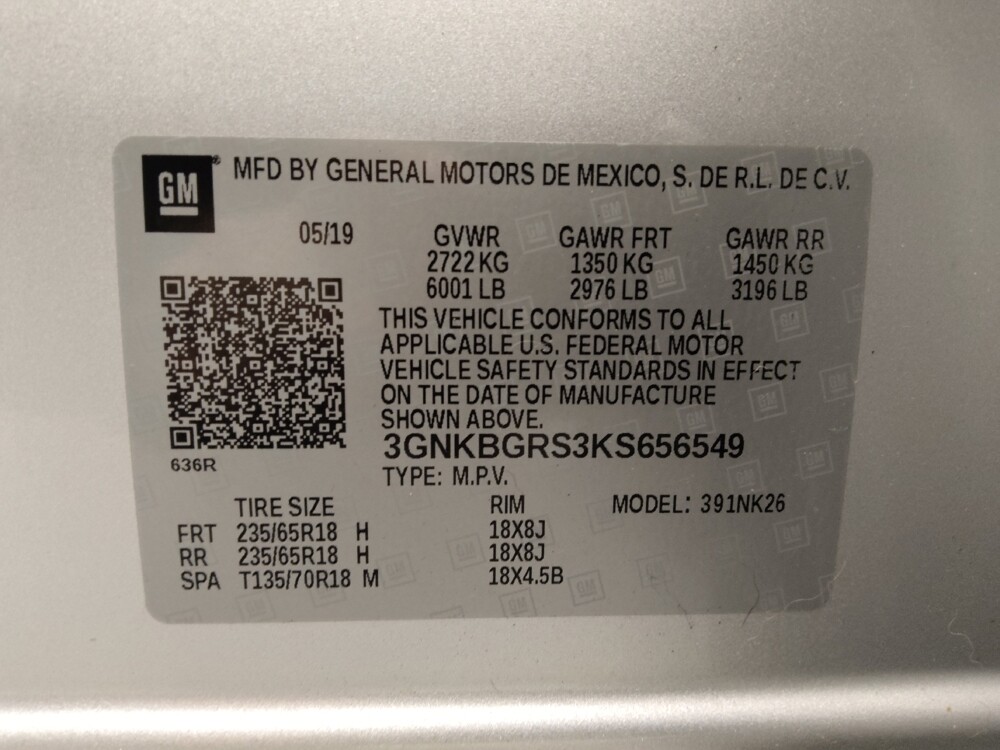 GM
MFD BY GENERAL MOTORS DE MEXICO, S. DE R.L. DE C.V.
05/19 GVWR GAWR FRT GAWR RR
2722 KG 1350 KG 1450 KG
6001 LB 2976 LB 3196 LB
THIS VEHICLE CONFORMS TO ALL
APPLICABLE U.S. FEDERAL MOTOR
VEHICLE SAFETY STANDARDS IN EFFECT
ON THE DATE OF MANUFACTURE
SHOWN ABOVE.
3GNKBGRS3KS656549
636R
TYPE: M.P.V.
TIRE SIZE RIM MODEL: 391NK26
FRT 235/65R18 H 18X8J
RR 235/65R18 H 18X8J
SPA T135/70R18 M 18X4.5B